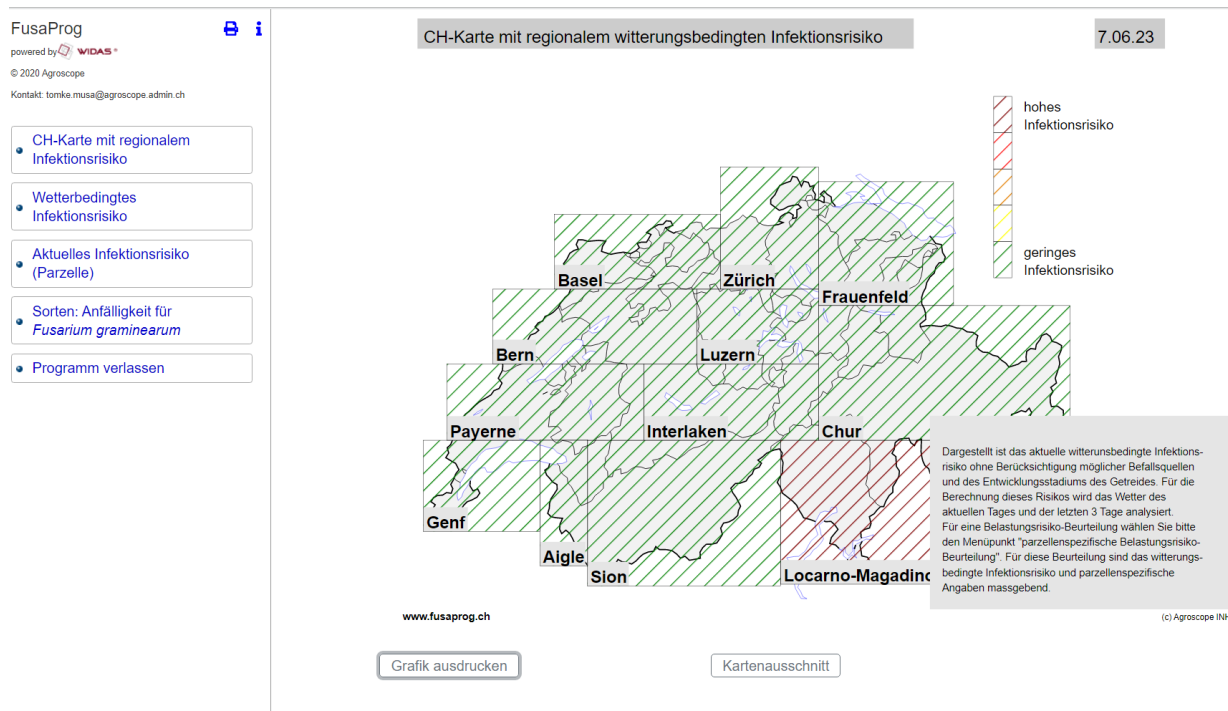 FusaProg
powered by WIDAS
© 2020 Agroscope
Kontakt: tomke.musa@agroscope.admin.ch
CH-Karte mit regionalem
Infektionsrisiko
Wetterbedingtes
Infektionsrisiko
Aktuelles Infektionsrisiko
(Parzelle)
Sorten: Anfälligkeit für
Fusarium graminearum
Programm verlassen
CH-Karte mit regionalem witterungsbedingten Infektionsrisiko
7.06.23
hohes
Infektionsrisiko
geringes
Infektionsrisiko
Basel
Zürich
Frauenfeld
Bern
Luzern
Payerne
Interlaken
Chur
Genf
Aigle
Sion
Locarno-Magadino
Dargestellt ist das aktuelle witterunsbedingte Infektions-
risiko ohne Berücksichtigung möglicher Befallsquellen
und des Entwicklungsstadiums des Getreides. Für die
Berechnung dieses Risikos wird das Wetter des
aktuellen Tages und der letzten 3 Tage analysiert.
Für eine Belastungsrisiko-Beurteilung wählen Sie bitte
den Menüpunkt "parzellenspezifische Belastungsrisiko-
Beurteilung". Für diese Beurteilung sind das witterungs-
bedingte Infektionsrisiko und parzellenspezifische
Angaben massgebend.
www.fusaprog.ch
(c) Agroscope INH
Grafik ausdrucken
Kartenausschnitt